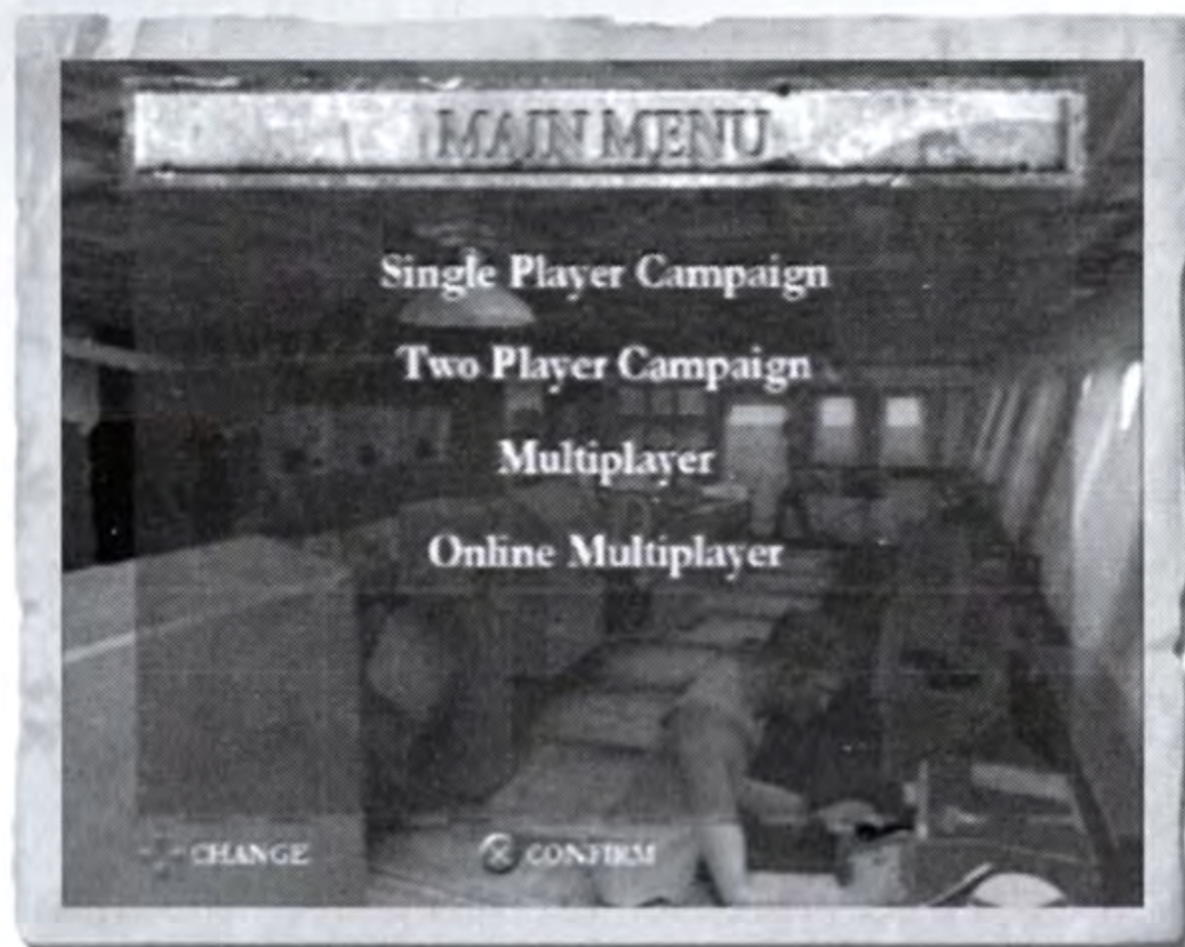 MAIN MENU
Single Player Campaign
Two Player Campaign
Multiplayer
Online Multiplayer
CHANGE
CONFIRM